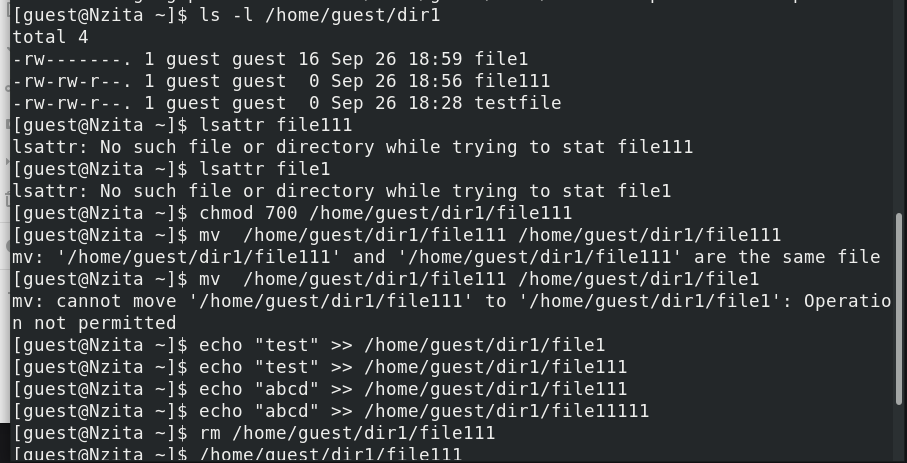 [guest@Nzita ~]$ ls -l /home/guest/dir1
total 4
-rw-------. 1 guest guest 16 Sep 26 18:59 file1
-rw-rw-r--. 1 guest guest  0 Sep 26 18:56 file111
-rw-rw-r--. 1 guest guest  0 Sep 26 18:28 testfile
[guest@Nzita ~]$ lsattr file111
lsattr: No such file or directory while trying to stat file111
[guest@Nzita ~]$ lsattr file1
lsattr: No such file or directory while trying to stat file1
[guest@Nzita ~]$ chmod 700 /home/guest/dir1/file111
[guest@Nzita ~]$ mv  /home/guest/dir1/file111 /home/guest/dir1/file111
mv: '/home/guest/dir1/file111' and '/home/guest/dir1/file111' are the same file
[guest@Nzita ~]$ mv  /home/guest/dir1/file111 /home/guest/dir1/file1
mv: cannot move '/home/guest/dir1/file111' to '/home/guest/dir1/file1': Operatio
n not permitted
[guest@Nzita ~]$ echo "test" >> /home/guest/dir1/file1
[guest@Nzita ~]$ echo "test" >> /home/guest/dir1/file111
[guest@Nzita ~]$ echo "abcd" >> /home/guest/dir1/file111
[guest@Nzita ~]$ echo "abcd" >> /home/guest/dir1/file11111
[guest@Nzita ~]$ rm /home/guest/dir1/file111
[guest@Nzita ~]$ /home/guest/dir1/file111